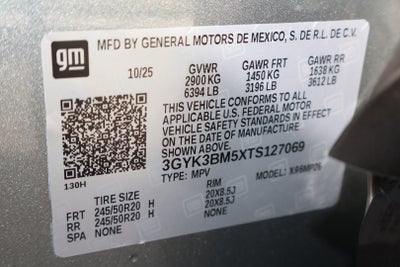 gm
MFD BY GENERAL MOTORS DE MEXICO, S. DE R.L. DE C.V.
10/25 GVWR GAWR FRT GAWR RR
2900 KG 1450 KG 1638 KG
6394 LB 3196 LB 3612 LB
THIS VEHICLE CONFORMS TO ALL
APPLICABLE U.S. FEDERAL MOTOR
VEHICLE SAFETY STANDARDS IN EFFECT
ON THE DATE OF MANUFACTURE
SHOWN ABOVE.
3GYK3BM5XTS127069
130H TYPE: MPV MODEL:
TIRE SIZE RIM
FRT 245/50R20 H 20X8.5J
RR 245/50R20 H 20X8.5J
SPA NONE NONE